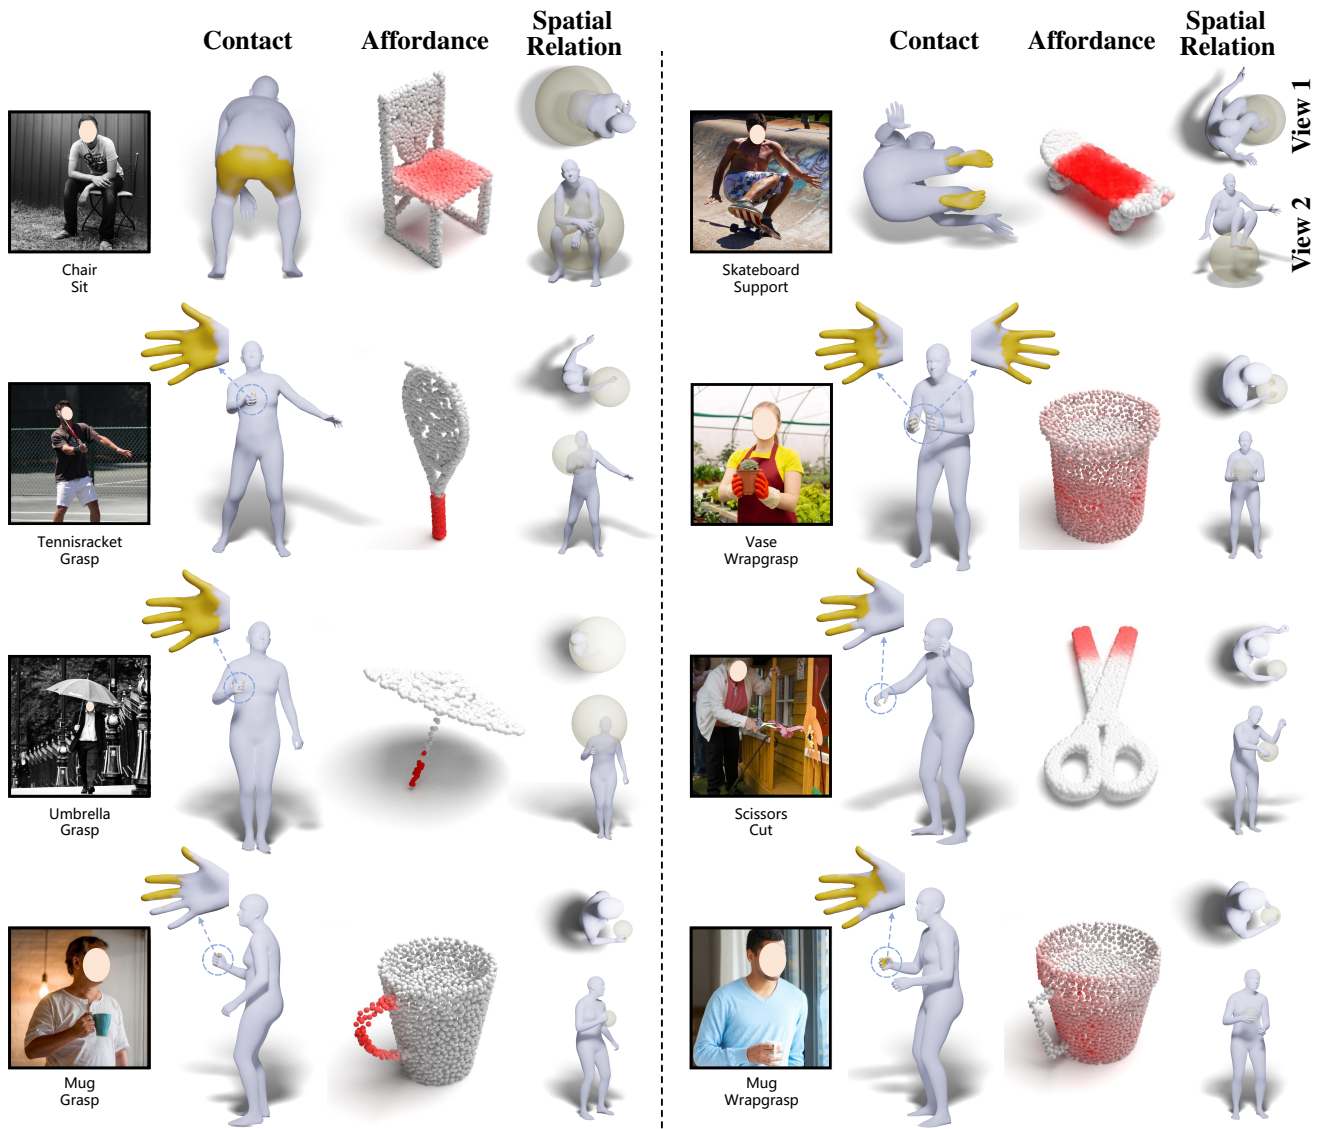 Contact
Affordance
Spatial
Relation
Contact
Affordance
Spatial
Relation
View 1
View 2
Chair
Sit
Skateboard
Support
Tennisracket
Grasp
Vase
Wrapgrasp
Umbrella
Grasp
Scissors
Cut
Mug
Grasp
Mug
Wrapgrasp